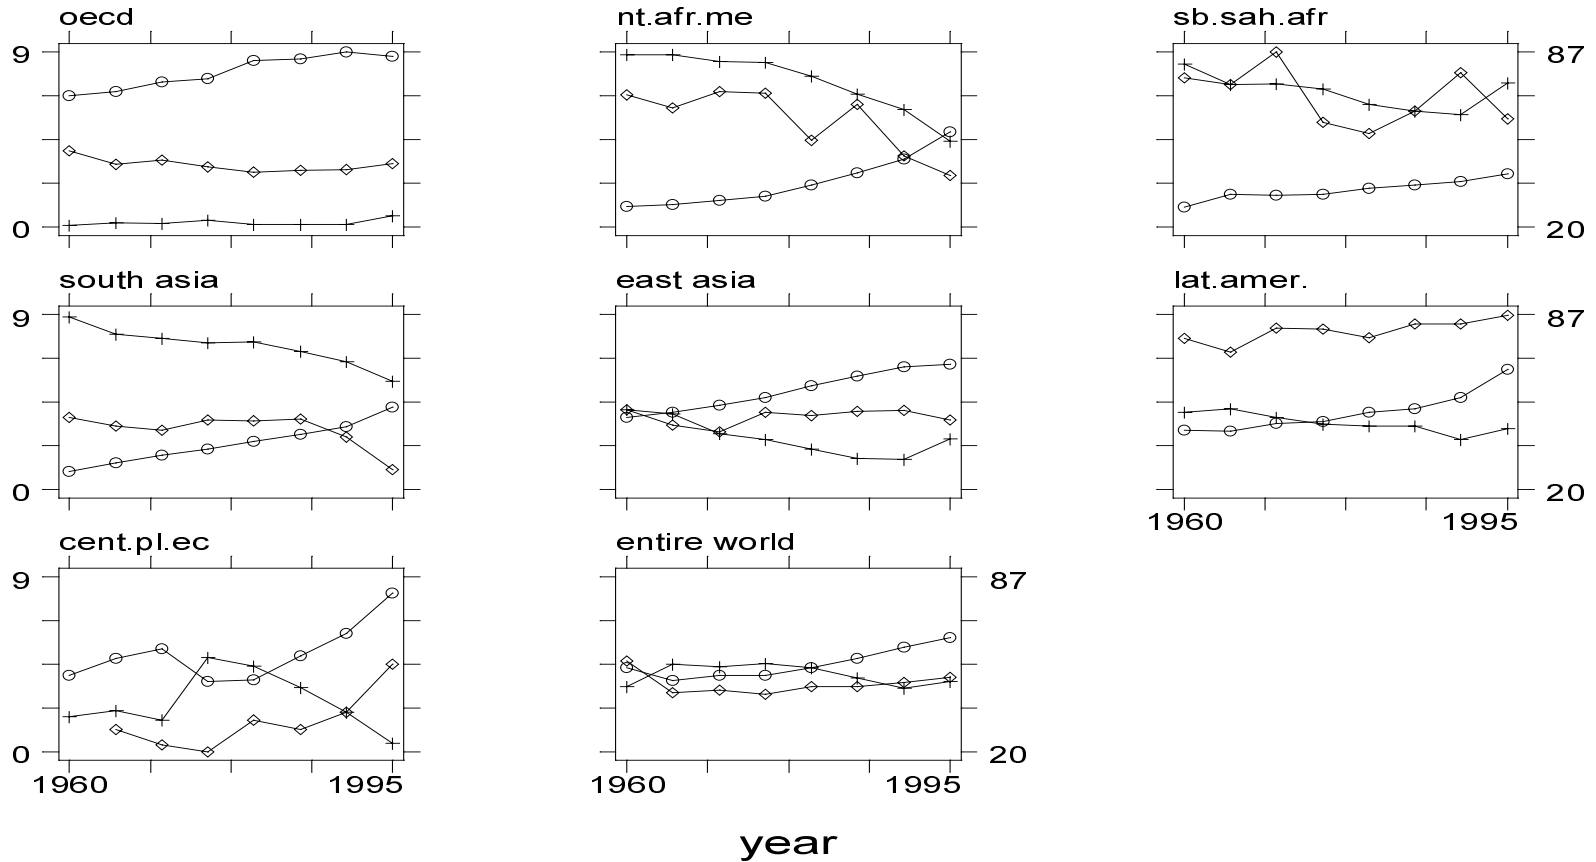 oecd nt.afr.me sb.sah.afr
9 87
0 20
south asia east asia lat.amer.
9 87
0 20
1960 1995
cent.pl.ec entire world
9 87
0 20
1960 1995 1960 1995
year